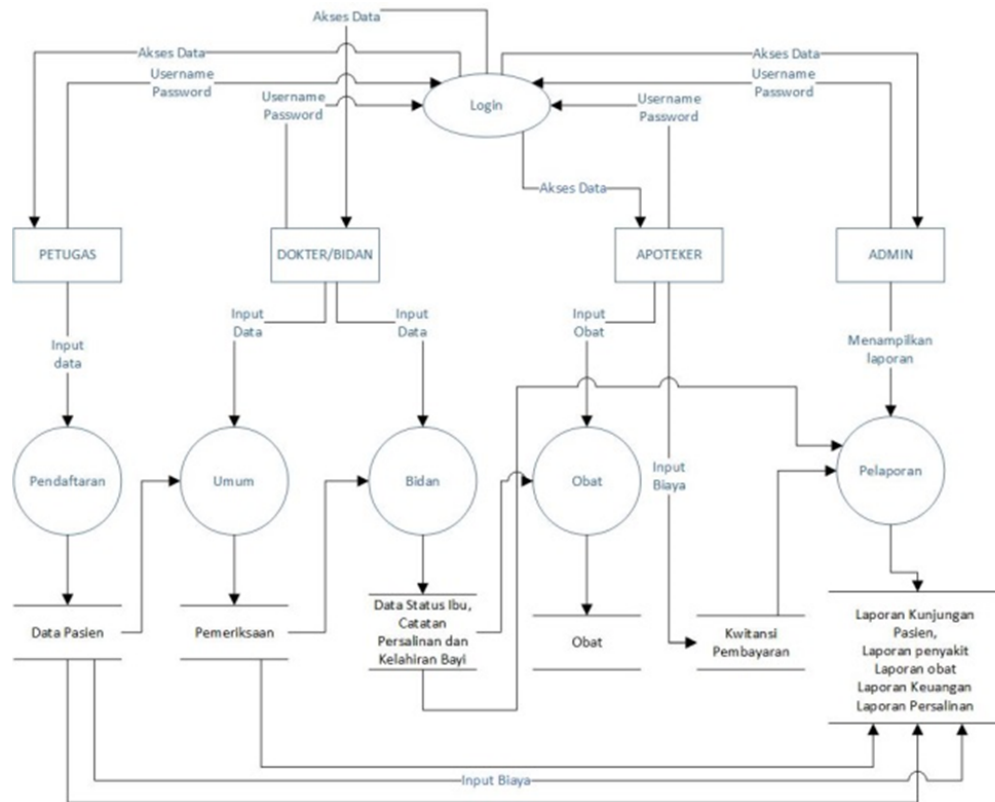 Akses Data
Akses Data
Akses Data
Username
Password
Username
Password
Login
Username
Password
Username
Password
Akses Data
PETUGAS
DOKTER/BIDAN
APOTEKER
ADMIN
Input
data
Input
Data
Input
Data
Input
Obat
Menampilkan
laporan
Pendaftaran
Umum
Bidan
Obat
Input
Biaya
Pelaporan
Data Pasien
Pemeriksaan
Data Status Ibu,
Catatan
Persalinan dan
Kelahiran Bayi
Obat
Kwitansi
Pembayaran
Laporan Kunjungan
Pasien,
Laporan penyakit
Laporan obat
Laporan Keuangan
Laporan Persalinan
Input Biaya